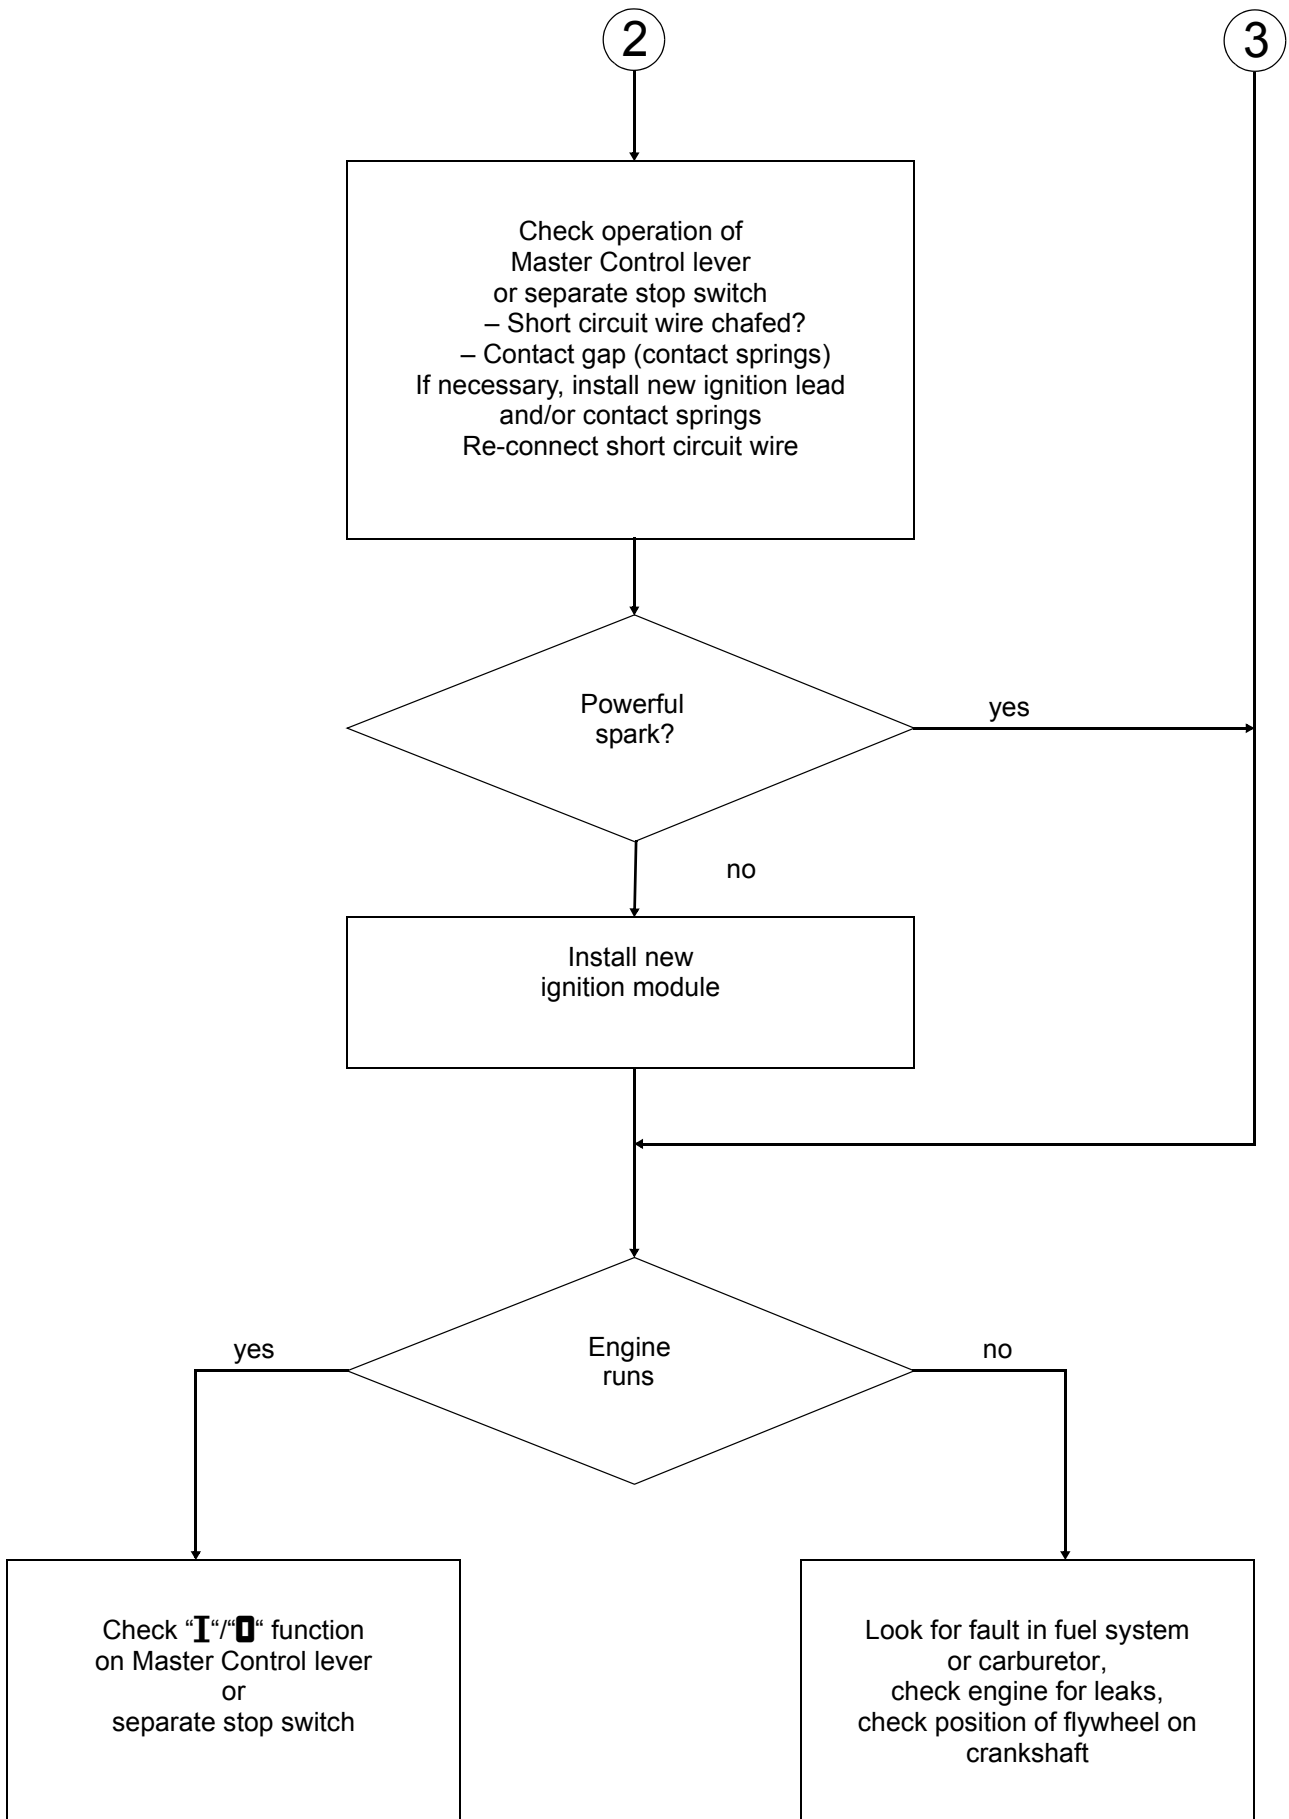 2
3
Check operation of
Master Control lever
or separate stop switch
– Short circuit wire chafed?
– Contact gap (contact springs)
If necessary, install new ignition lead
and/or contact springs
Re-connect short circuit wire
Powerful
spark?
yes
no
Install new
ignition module
Engine
runs
yes
no
Check “I“/“0“ function
on Master Control lever
or
separate stop switch
Look for fault in fuel system
or carburetor,
check engine for leaks,
check position of flywheel on
crankshaft